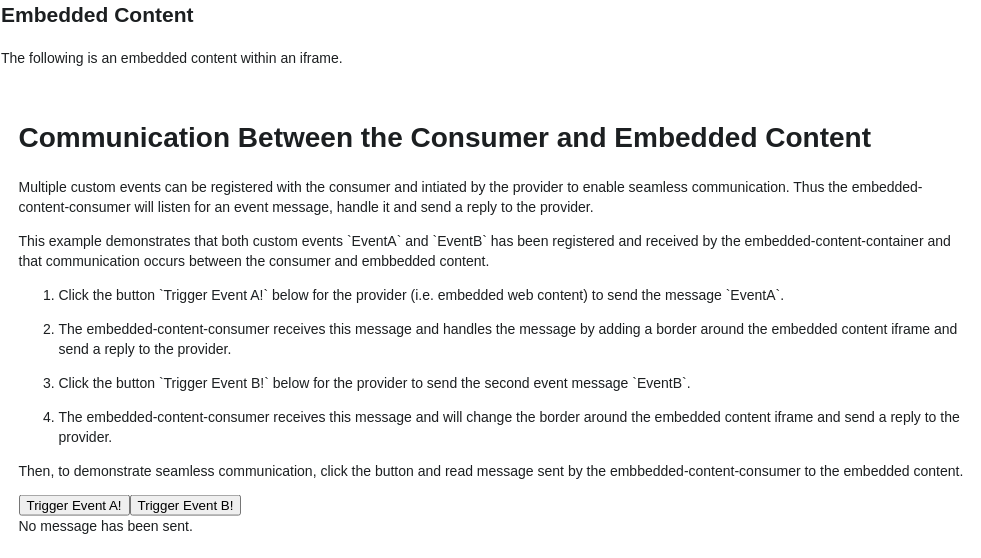 Embedded Content
The following is an embedded content within an iframe.
Communication Between the Consumer and Embedded Content
Multiple custom events can be registered with the consumer and intiated by the provider to enable seamless communication. Thus the embedded-
content-consumer will listen for an event message, handle it and send a reply to the provider.
This example demonstrates that both custom events `EventA` and `EventB` has been registered and received by the embedded-content-container and
that communication occurs between the consumer and embbedded content.
1. Click the button `Trigger Event A!` below for the provider (i.e. embedded web content) to send the message `EventA`.
2. The embedded-content-consumer receives this message and handles the message by adding a border around the embedded content iframe and
send a reply to the provider.
3. Click the button `Trigger Event B!` below for the provider to send the second event message `EventB`.
4. The embedded-content-consumer receives this message and will change the border around the embedded content iframe and send a reply to the
provider.
Then, to demonstrate seamless communication, click the button and read message sent by the embbedded-content-consumer to the embedded content.
Trigger Event A! Trigger Event B!
No message has been sent.